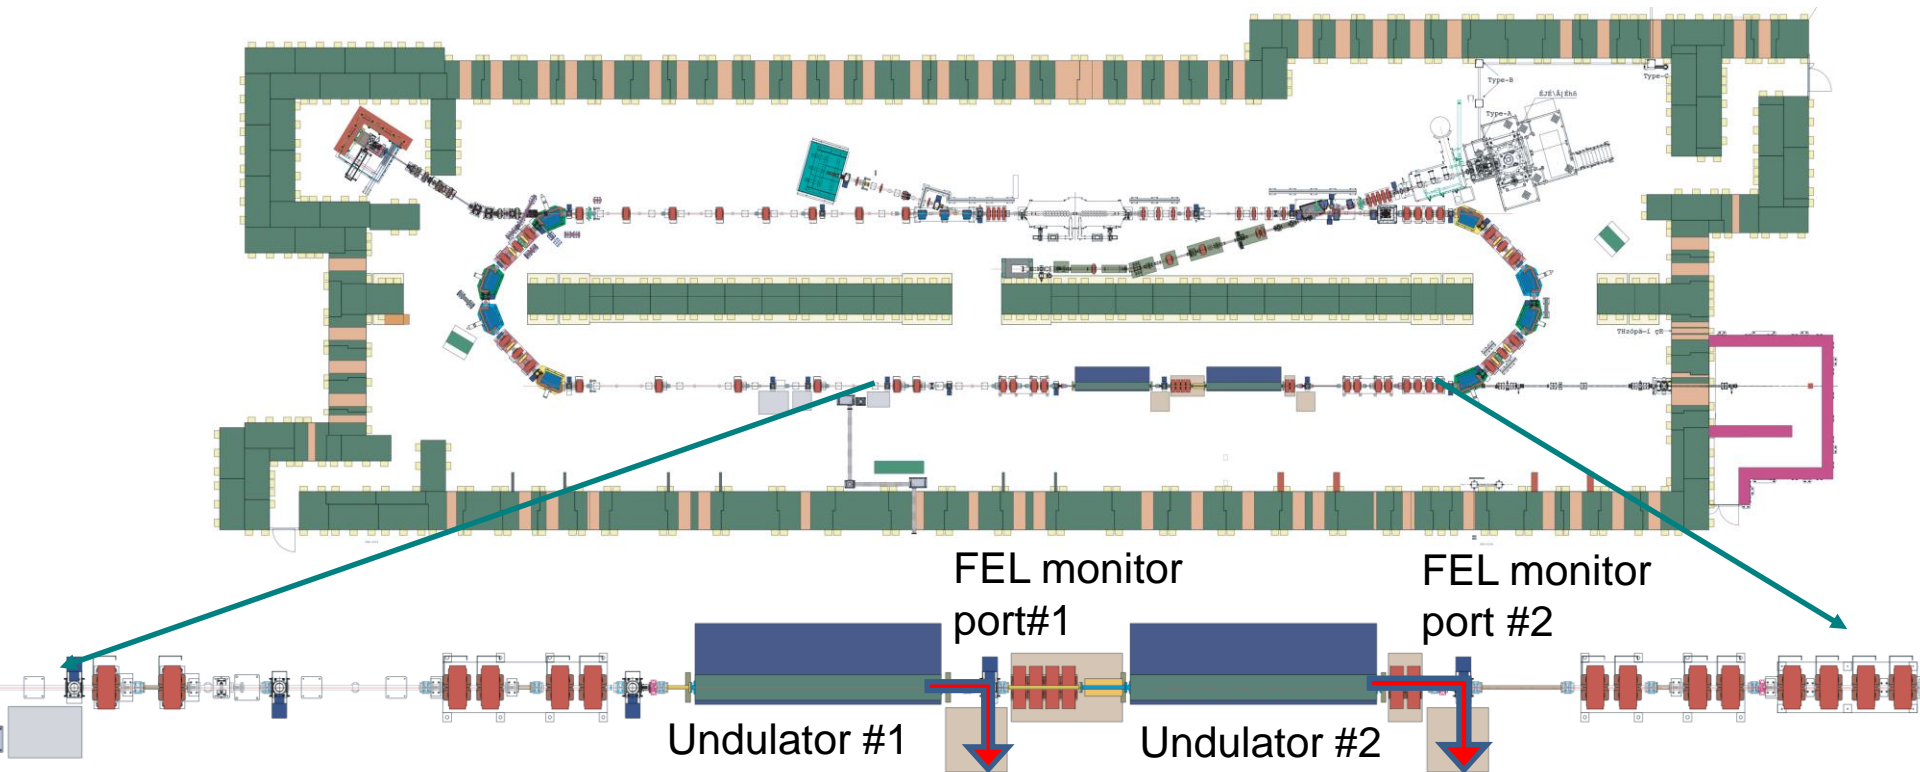 Type-B
Type-C
Type-A
FEL monitor
port#1
FEL monitor
port #2
Undulator #1
Undulator #2